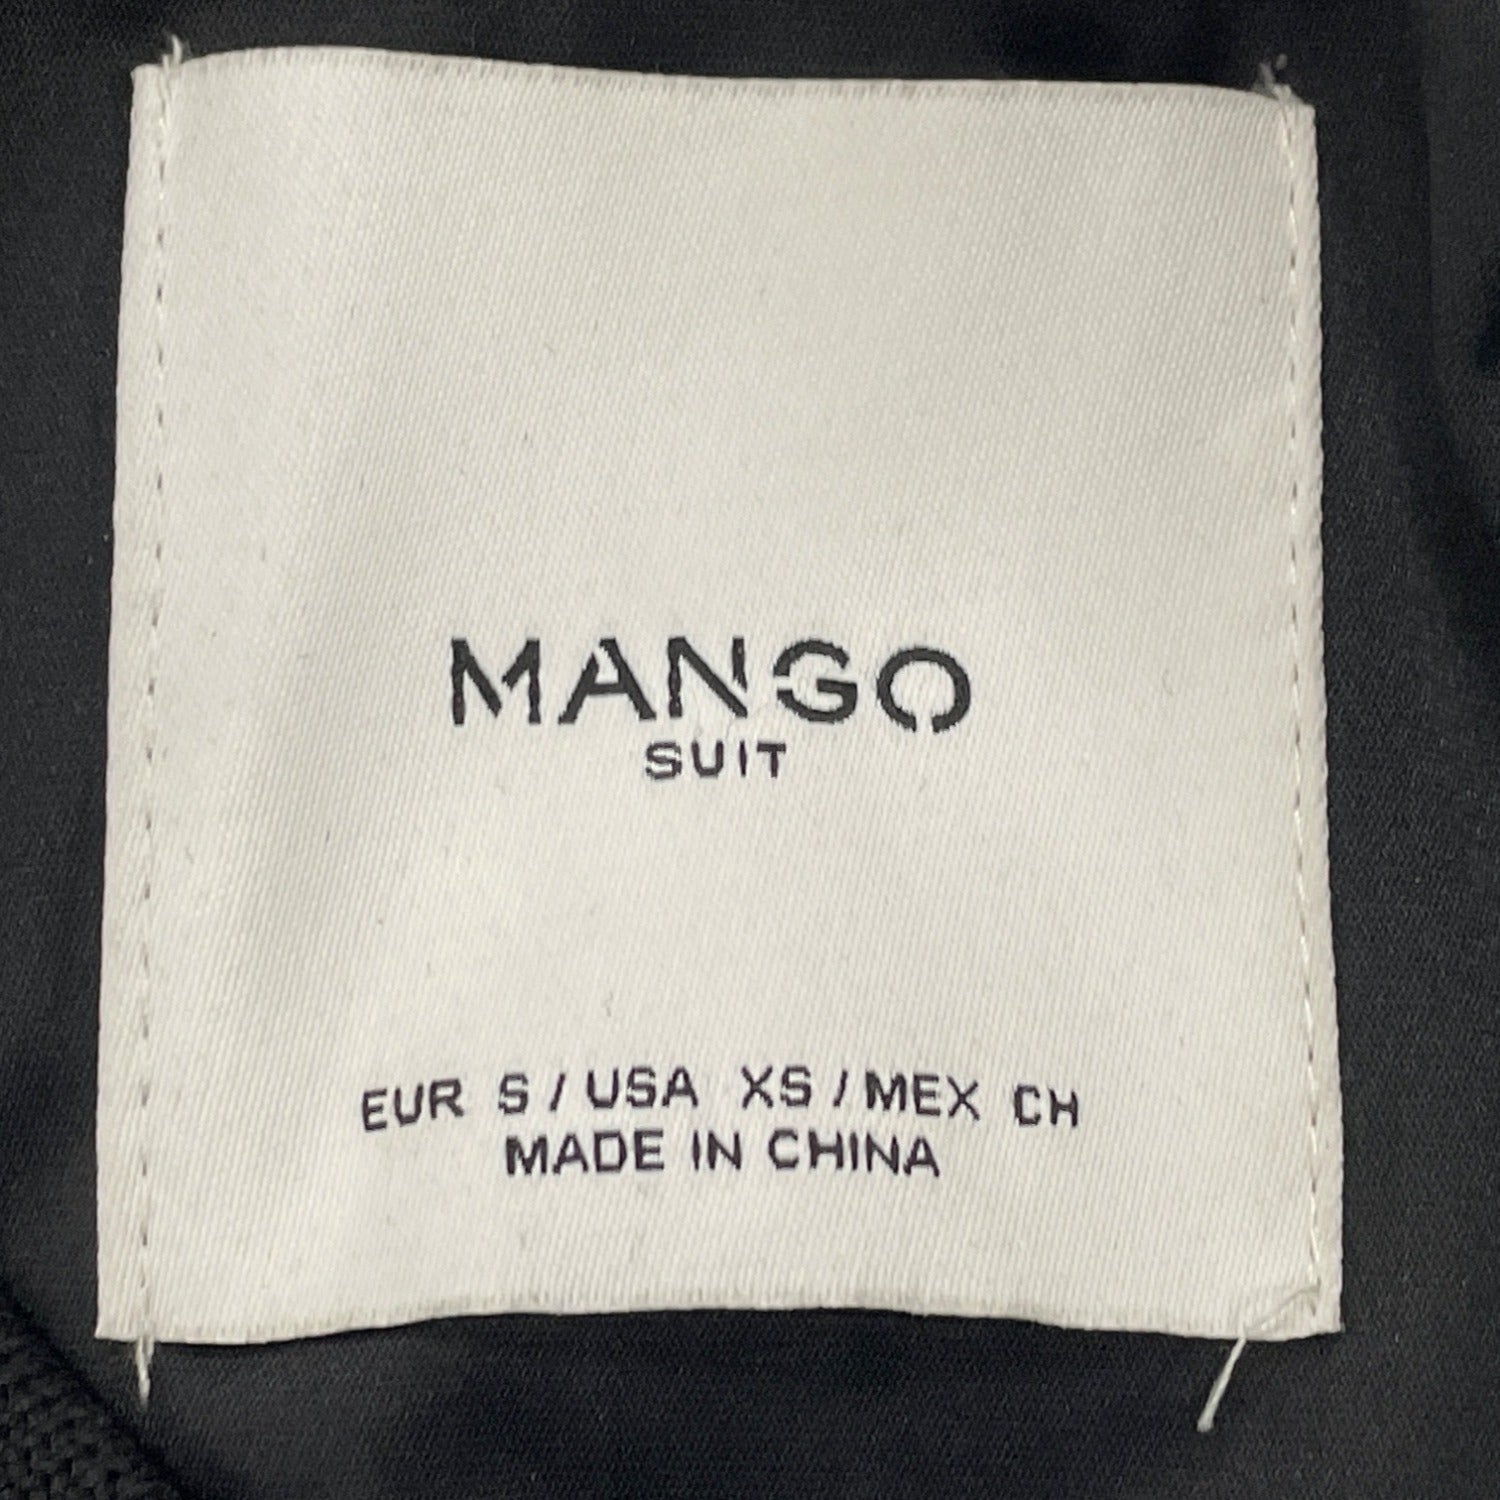 MANGO
SUIT
EUR S / USA XS / MEX CH
MADE IN CHINA